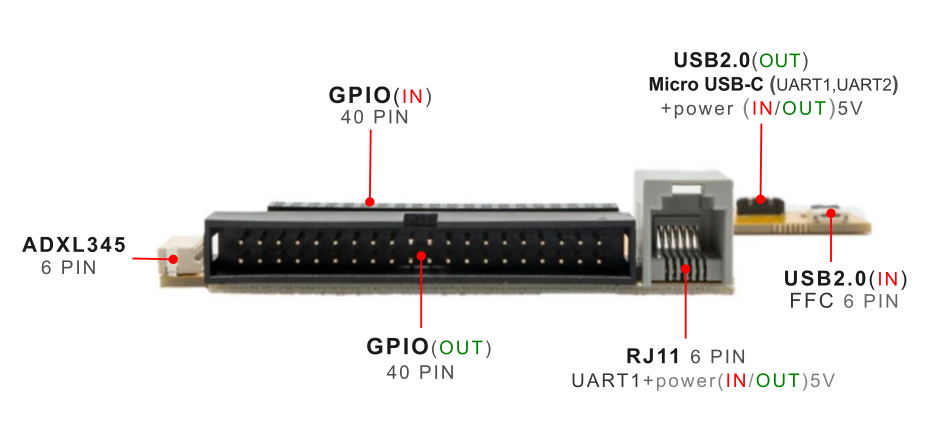 USB2.0(OUT)
Micro USB-C (UART1,UART2)
+power (IN/OUT)5V
GPIO(IN)
40 PIN
ADXL345
6 PIN
USB2.0(IN)
FFC 6 PIN
GPIO(OUT)
40 PIN
RJ11 6 PIN
UART1+power(IN/OUT)5V